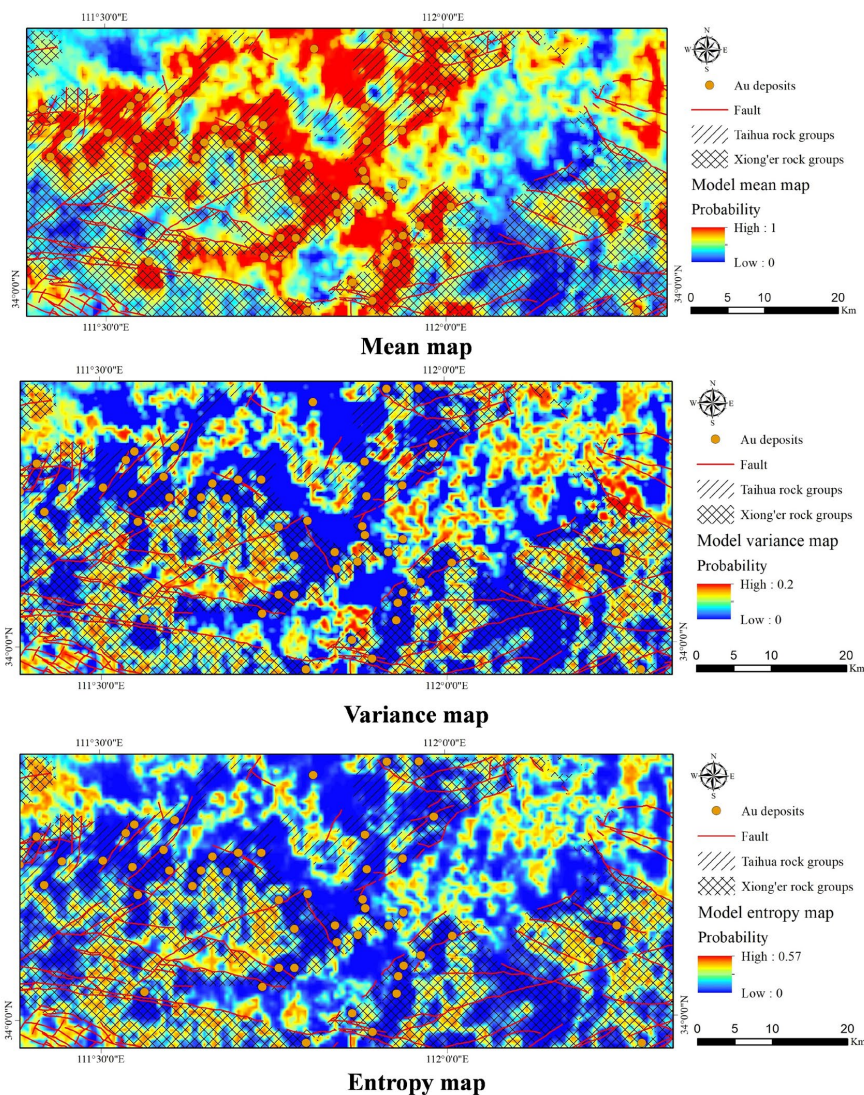 111°30'0"E 112°0'0"E
N
W E
S
Au deposits
Fault
Taihua rock groups
Xiong'er rock groups
Model mean map
Probability
High : 1
Low : 0
34°0'0"N 34°0'0"N
0 5 10 20
Km
111°30'0"E 112°0'0"E
Mean map
111°30'0"E 112°0'0"E
N
W E
S
Au deposits
Fault
Taihua rock groups
Xiong'er rock groups
Model variance map
Probability
High : 0.2
Low : 0
34°0'0"N 34°0'0"N
0 5 10 20
Km
111°30'0"E 112°0'0"E
Variance map
111°30'0"E 112°0'0"E
N
W E
S
Au deposits
Fault
Taihua rock groups
Xiong'er rock groups
Model entropy map
Probability
High : 0.57
Low : 0
34°0'0"N 34°0'0"N
0 5 10 20
Km
111°30'0"E 112°0'0"E
Entropy map